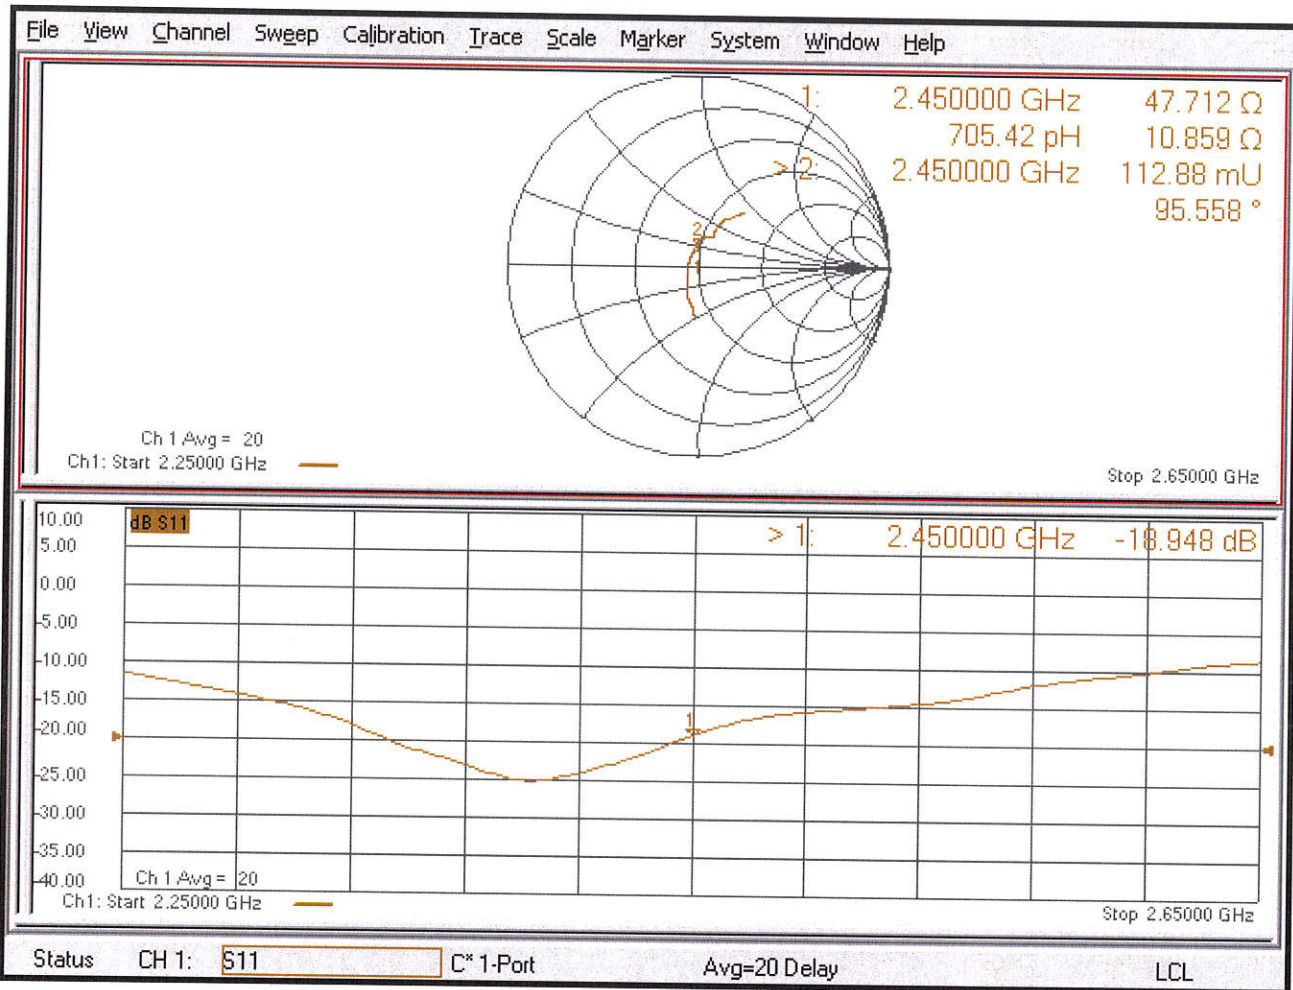 File View Channel Sweep Calibration Trace Scale Marker System Window Help
1: 2.450000 GHz 47.712 Ω
705.42 pH 10.859 Ω
> 2: 2.450000 GHz 112.88 mU
95.558 °
2
1
Ch 1 Avg = 20
Ch1: Start 2.25000 GHz
Stop 2.65000 GHz
dB S11
> 1: 2.450000 GHz -18.948 dB
10.00
5.00
0.00
-5.00
-10.00
-15.00
-20.00
-25.00
-30.00
-35.00
-40.00
1
Ch 1 Avg = 20
Ch1: Start 2.25000 GHz
Stop 2.65000 GHz
Status CH 1: S11 C* 1-Port Avg=20 Delay LCL